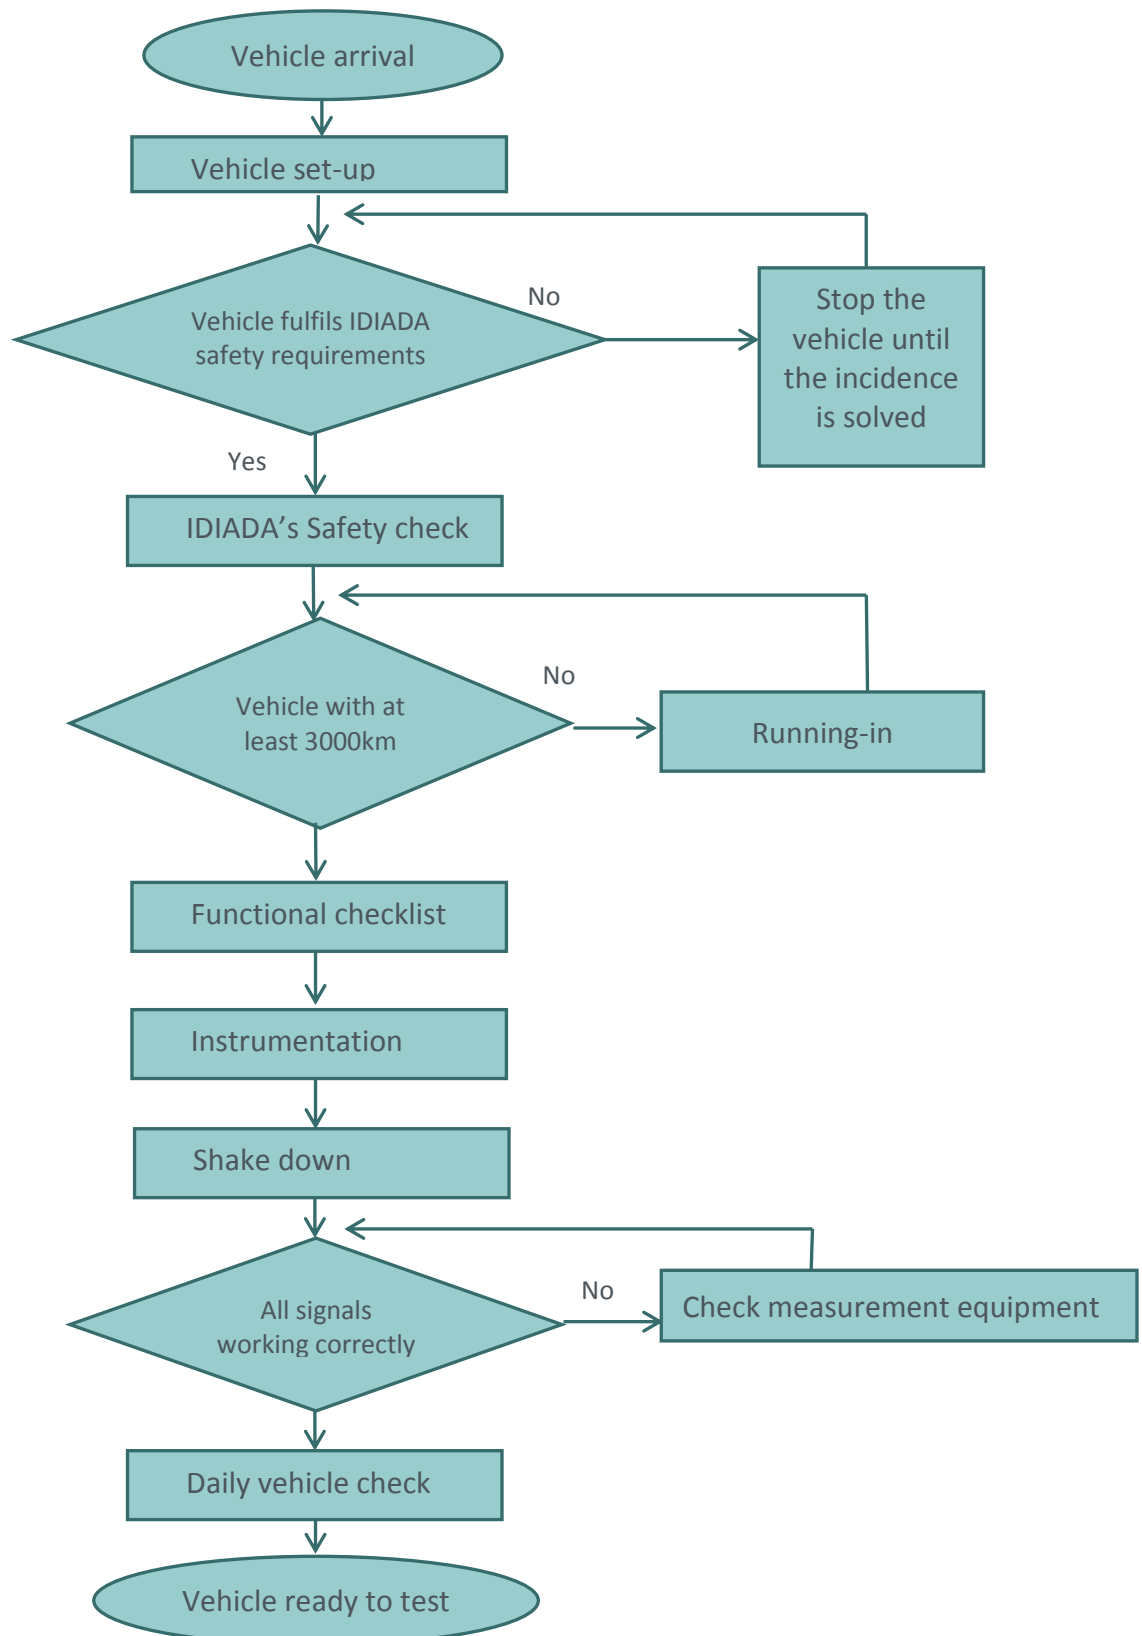 Vehicle arrival
Vehicle set-up
Vehicle fulfils IDIADA
safety requirements
No
Stop the
vehicle until
the incidence
is solved
Yes
IDIADA’s Safety check
Vehicle with at
least 3000km
No
Running-in
Functional checklist
Instrumentation
Shake down
All signals
working correctly
No
Check measurement equipment
Daily vehicle check
Vehicle ready to test